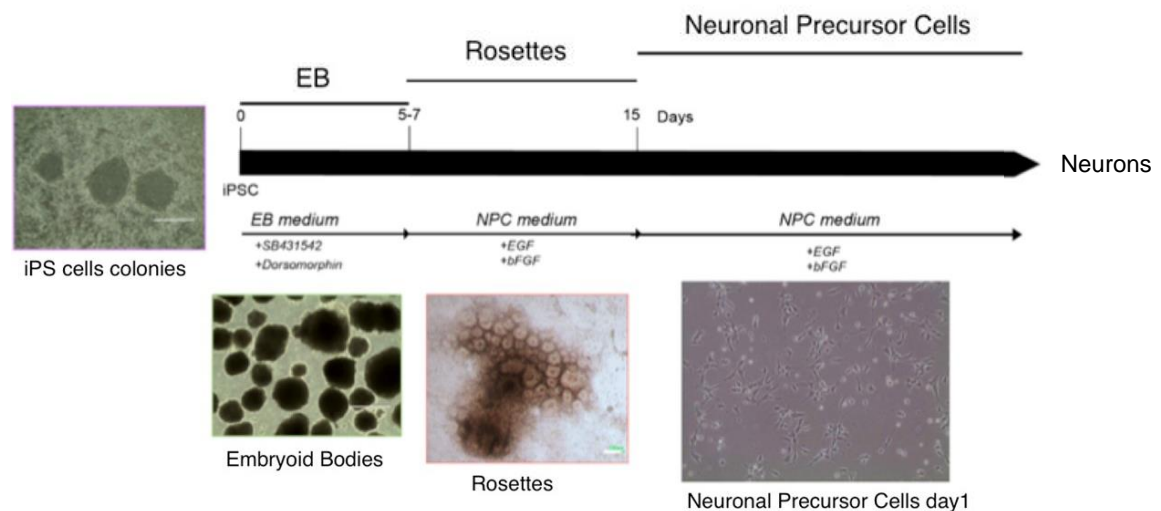 Neuronal Precursor Cells
Rosettes
EB
0
5-7
15
Days
Neurons
iPSC
EB medium
NPC medium
NPC medium
+SB431542
+Dorsomorphin
+EGF
+bFGF
+EGF
+bFGF
iPS cells colonies
Embryoid Bodies
Rosettes
Neuronal Precursor Cells day1